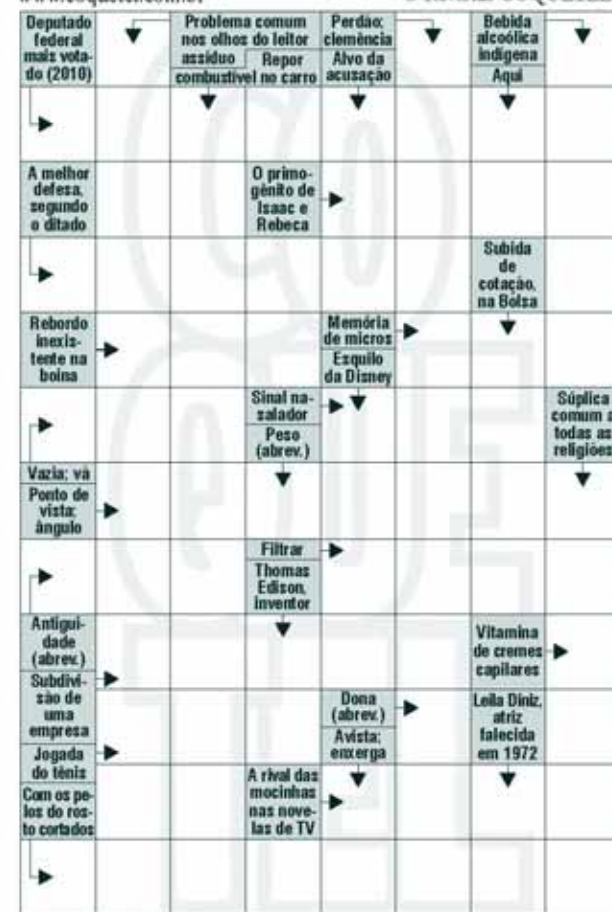 Deputado
federal
mais vota-
do (2010)
Problema comum
nos olhos do leitor
assíduo
Repor
combustível no carro
Perdão;
clemência
Alvo da
acusação
Bebida
alcoólica
indígena
Aqui
A melhor
defesa,
segundo
o ditado
O primo-
gênito de
Isaac e
Rebeca
Subida
de
cotação,
na Bolsa
Rebordo
inexis-
tente na
boina
Memória
de micros
Esquilo
da Disney
Sinal na-
salador
Peso
(abrev.)
Súplica
comum a
todas as
religiões
Vazia; vã
Ponto de
vista;
ângulo
Filtrar
Thomas
Edison,
inventor
Antigui-
dade
(abrev.)
Vitamina
de cremes
capilares
Subdivi-
são de
uma
empresa
Dona
(abrev.)
Avista;
enxerga
Leila Diniz,
atriz
falecida
em 1972
Jogada
do tênis
Com os pe-
los do ros-
to cortados
A rival das
mocinhas
nas nove-
las de TV